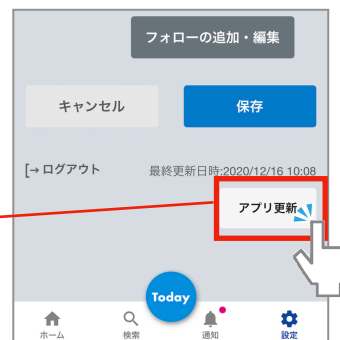 フォローの追加・編集
キャンセル
保存
ログアウト
最終更新日時:2020/12/16 10:08
アプリ更新
Today
ホーム
検索
通知
設定